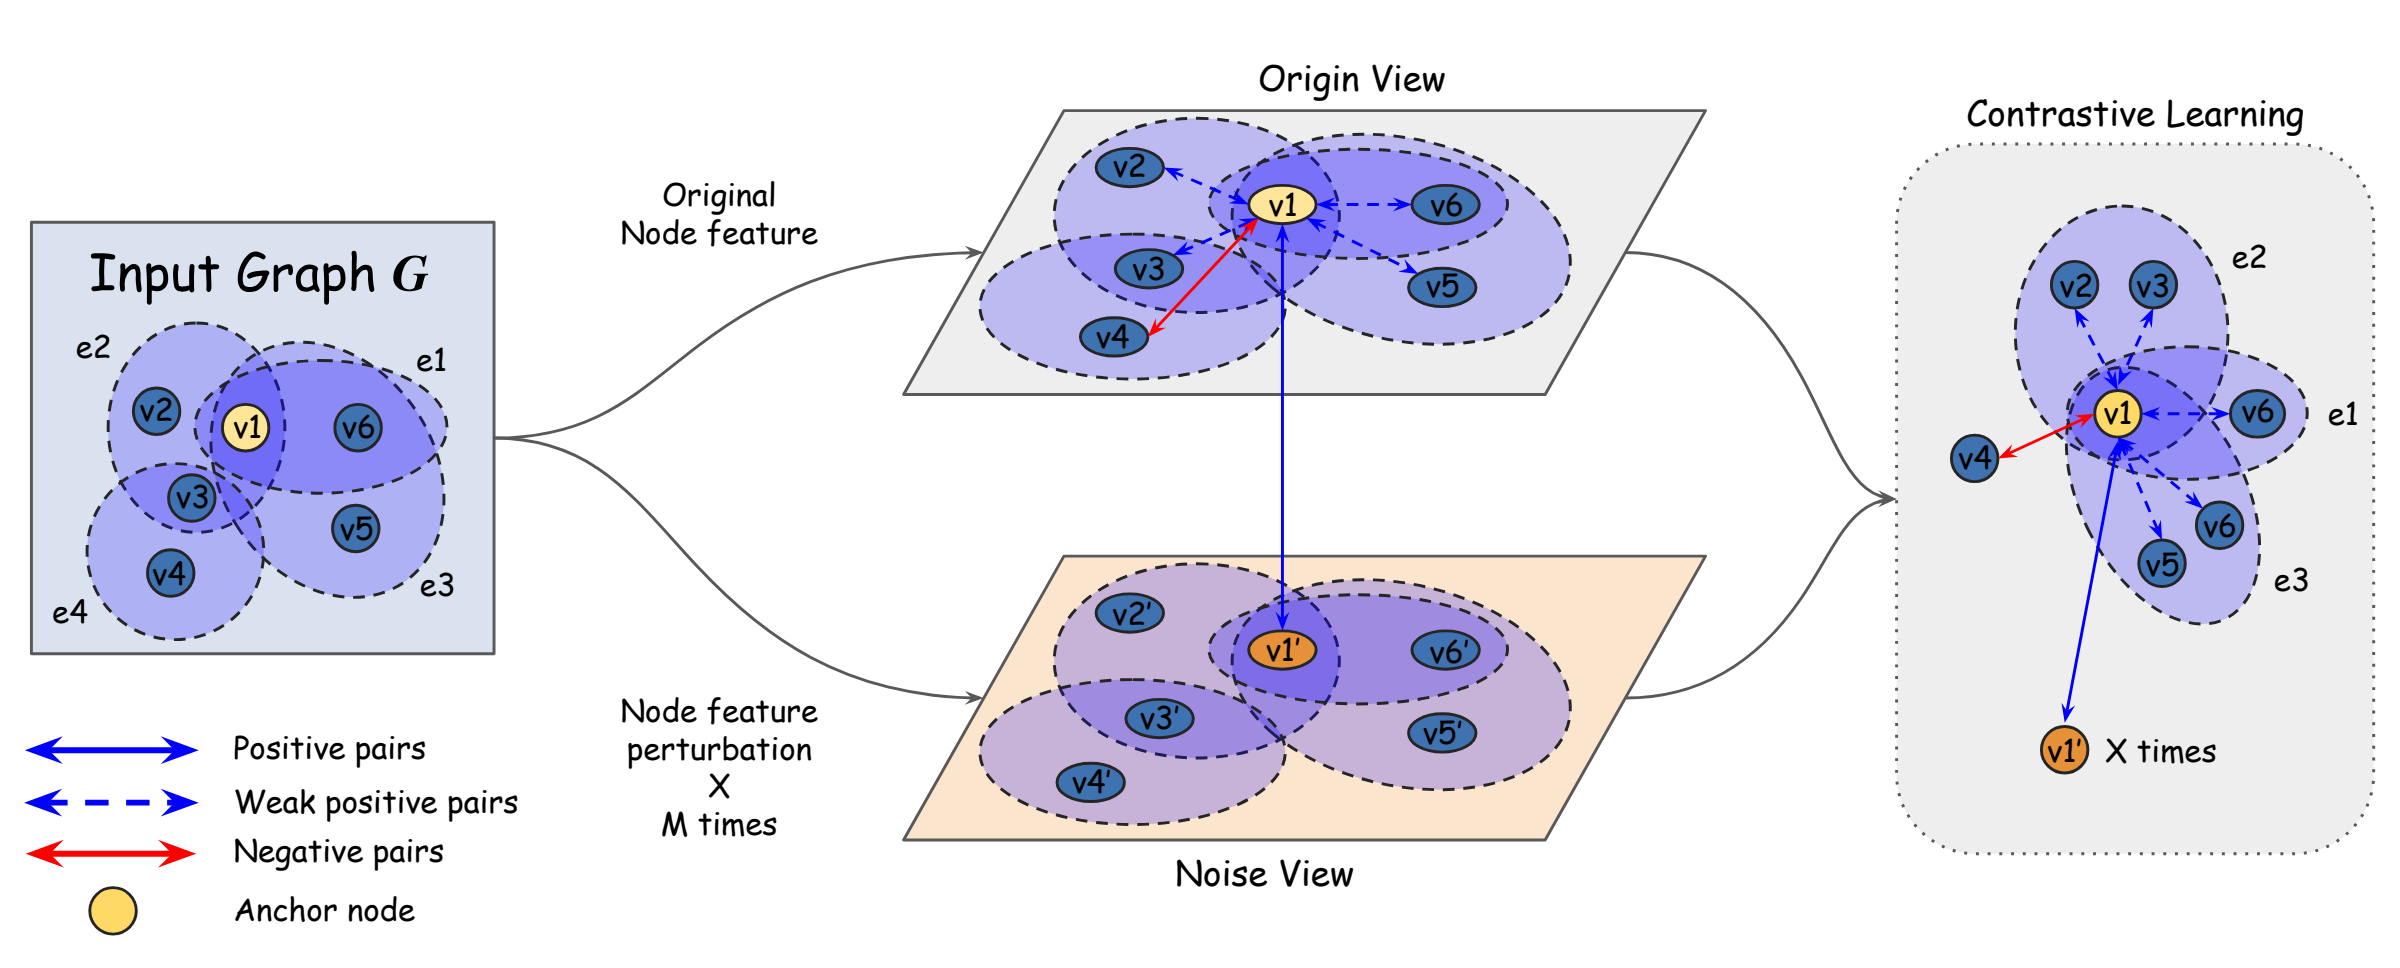 Input Graph G
e2
e1
v2
v1
v6
v3
v5
v4
e3
e4
Positive pairs
Weak positive pairs
Negative pairs
Anchor node
Original
Node feature
Node feature
perturbation
X
M times
Origin View
v2
v1
v6
v3
v5
v4
v2'
v1'
v6'
v3'
v5'
v4'
Noise View
Contrastive Learning
e2
v2
v3
v1
v6
e1
v4
v6
v5
e3
v1'
X times